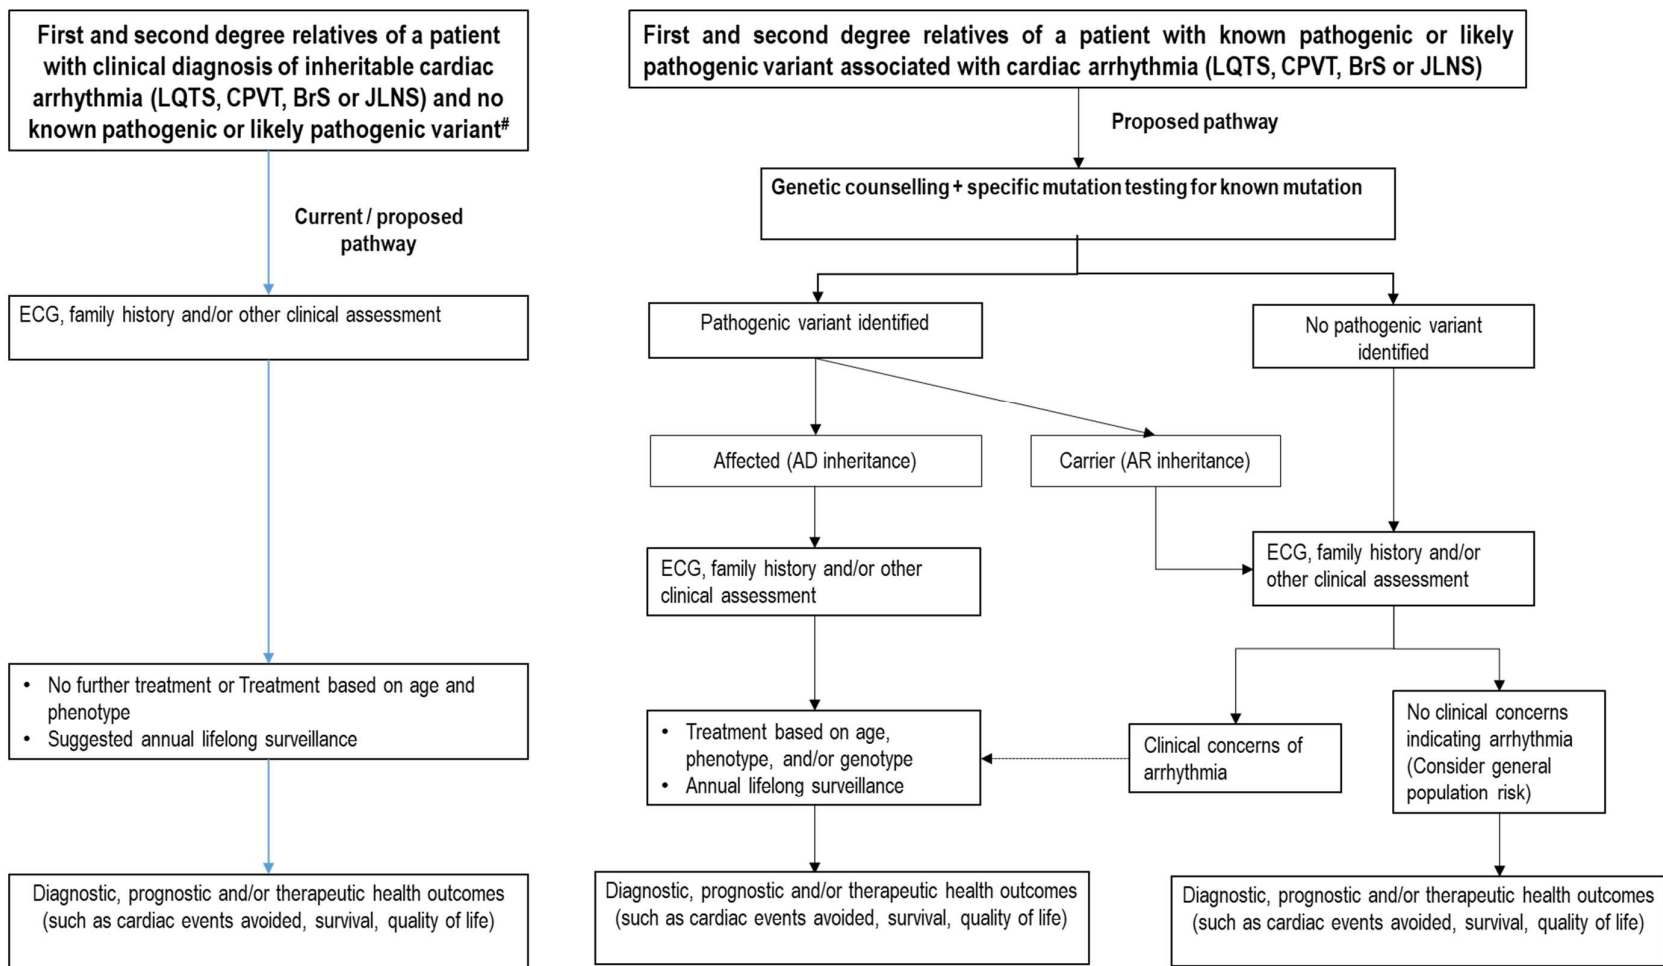 First and second degree relatives of a patient
with clinical diagnosis of inheritable cardiac
arrhythmia (LQTS, CPVT, BrS or JLNS) and no
known pathogenic or likely pathogenic variant#
Current / proposed
pathway
ECG, family history and/or other clinical assessment
• No further treatment or Treatment based on age and
phenotype
• Suggested annual lifelong surveillance
Diagnostic, prognostic and/or therapeutic health outcomes
(such as cardiac events avoided, survival, quality of life)
First and second degree relatives of a patient with known pathogenic or likely
pathogenic variant associated with cardiac arrhythmia (LQTS, CPVT, BrS or JLNS)
Proposed pathway
Genetic counselling + specific mutation testing for known mutation
Pathogenic variant identified
No pathogenic variant
identified
Affected (AD inheritance)
Carrier (AR inheritance)
ECG, family history and/or other
clinical assessment
ECG, family history and/or
other clinical assessment
• Treatment based on age,
phenotype, and/or genotype
• Annual lifelong surveillance
Clinical concerns of
arrhythmia
No clinical concerns
indicating arrhythmia
(Consider general
population risk)
Diagnostic, prognostic and/or therapeutic health outcomes
(such as cardiac events avoided, survival, quality of life)
Diagnostic, prognostic and/or therapeutic health outcomes
(such as cardiac events avoided, survival, quality of life)